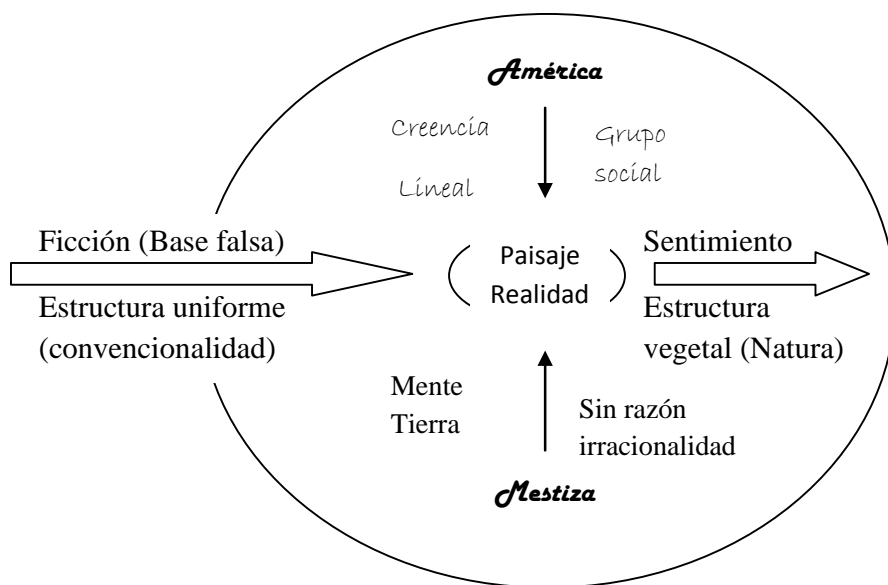 América
Creencia
Grupo
social
Lineal
Ficción (Base falsa)
Estructura uniforme
(convencionalidad)
Paisaje
Realidad
Sentimiento
Estructura
vegetal (Natura)
Mente
Tierra
Sin razón
irracionalidad
Mestiza